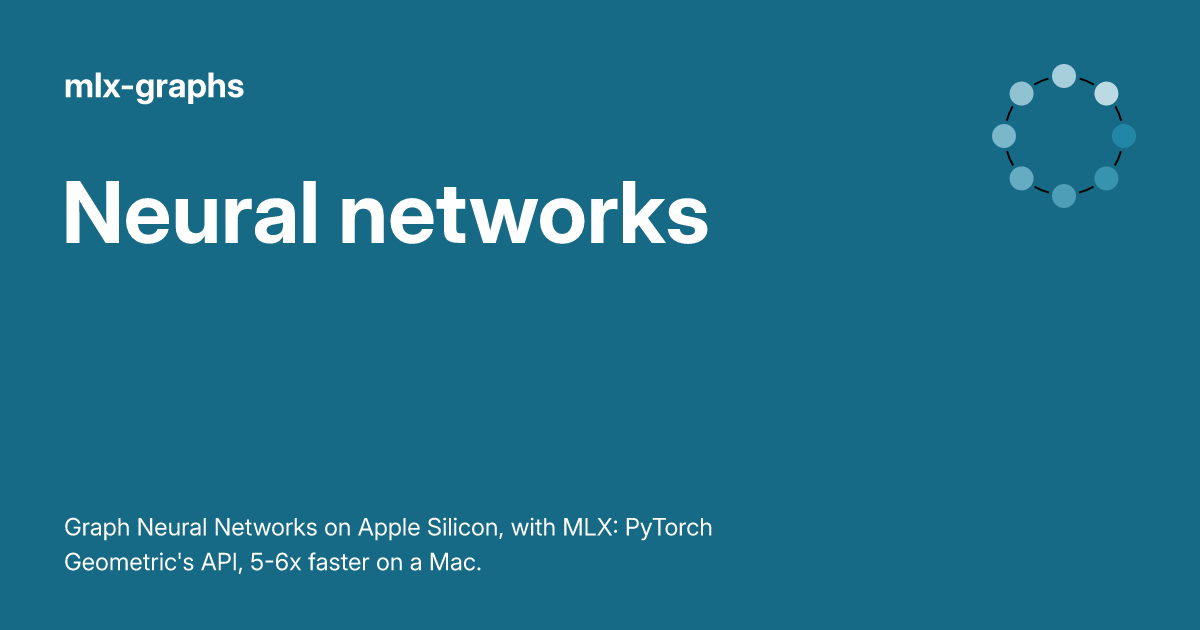 mlx-graphs
Neural networks
Graph Neural Networks on Apple Silicon, with MLX: PyTorch
Geometric's API, 5-6x faster on a Mac.